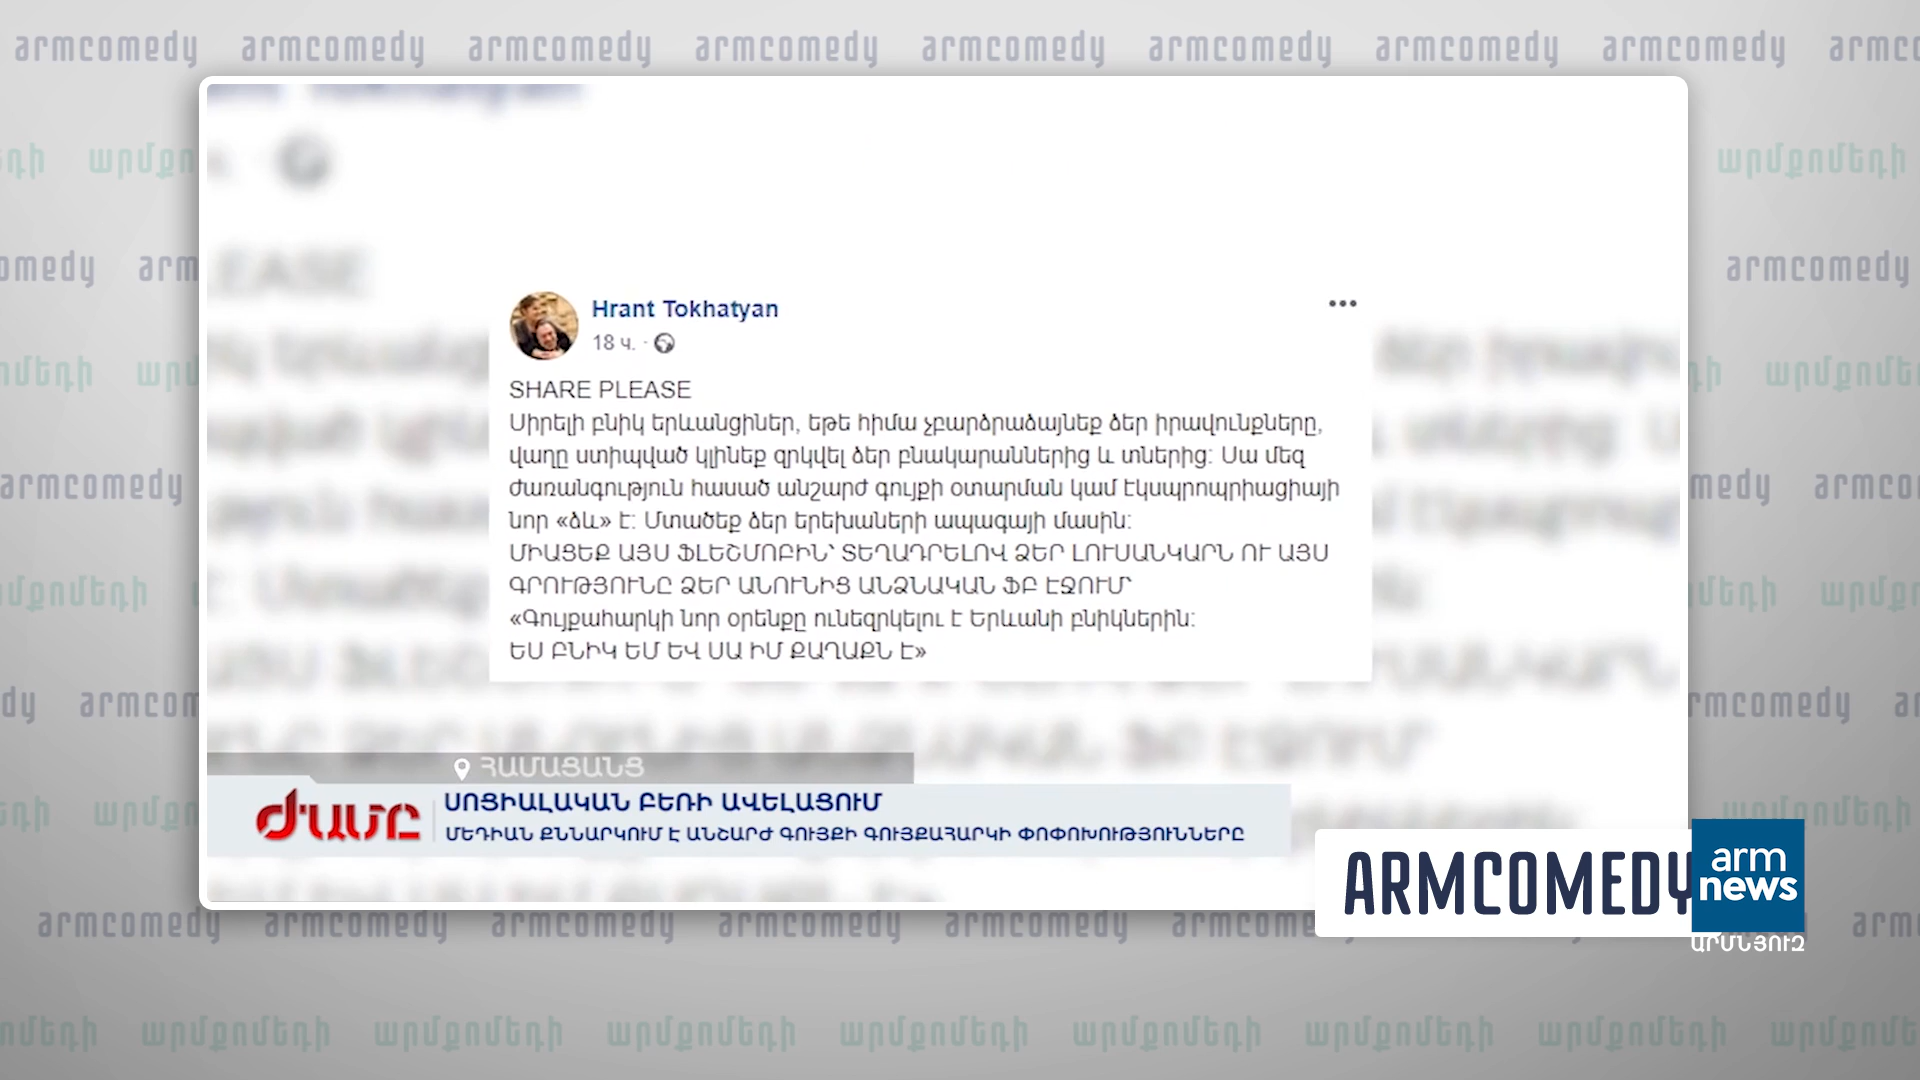 armcomedy armcomedy armcomedy armcomedy armcomedy armcomedy armcomedy armcomedy
արմքոմեդի
armcomedy
Hrant Tokhatyan
18 ч.
SHARE PLEASE
Սիրելի բնիկ երևանցիներ, եթե հիմա չբարձրաձայնեք ձեր իրավունքները,
վաղը ստիպված կլինեք զրկվել ձեր բնակարաններից և տներից: Սա մեզ
ժառանգություն հասած անշարժ գույքի օտարման կամ էկսպրոպրիացիայի
նոր «ձև» է: Մտածեք ձեր երեխաների ապագայի մասին:
ՄԻԱՑԵՔ ԱՅՍ ՖԼԵՇՄՈԲԻՆ՝ ՏԵՂԱԴՐԵԼՈՎ ՁԵՐ ԼՈՒՍԱՆԿԱՐՆ ՈՒ ԱՅՍ
ԳՐՈՒԹՅՈՒՆԸ ՁԵՐ ԱՆՈՒՆԻՑ ԱՆՁՆԱԿԱՆ ՖԲ ԷՋՈՒՄ՝
«Գույքահարկի նոր օրենքը ունեզրկելու է Երևանի բնիկներին:
ԵՍ ԲՆԻԿ ԵՄ ԵՎ ՍԱ ԻՄ ՔԱՂԱՔՆ Է»
ՀԱՄԱՑԱՆՑ
ԺԱՄԸ
ՍՈՑԻԱԼԱԿԱՆ ԲԵՌԻ ԱՎԵԼԱՑՈՒՄ
ՄԵԴԻԱՆ ՔՆՆԱՐԿՈՒՄ Է ԱՆՇԱՐԺ ԳՈՒՅՔԻ ԳՈՒՅՔԱՀԱՐԿԻ ՓՈՓՈԽՈՒԹՅՈՒՆՆԵՐԸ
ARMCOMEDY
arm
news
ԱՐՄՆՅՈՒԶ
armcomedy armcomedy armcomedy armcomedy armcomedy
արմքոմեդի արմքոմեդի արմքոմեդի արմքոմեդի արմքոմեդի արմքոմեդի արմքոմեդի